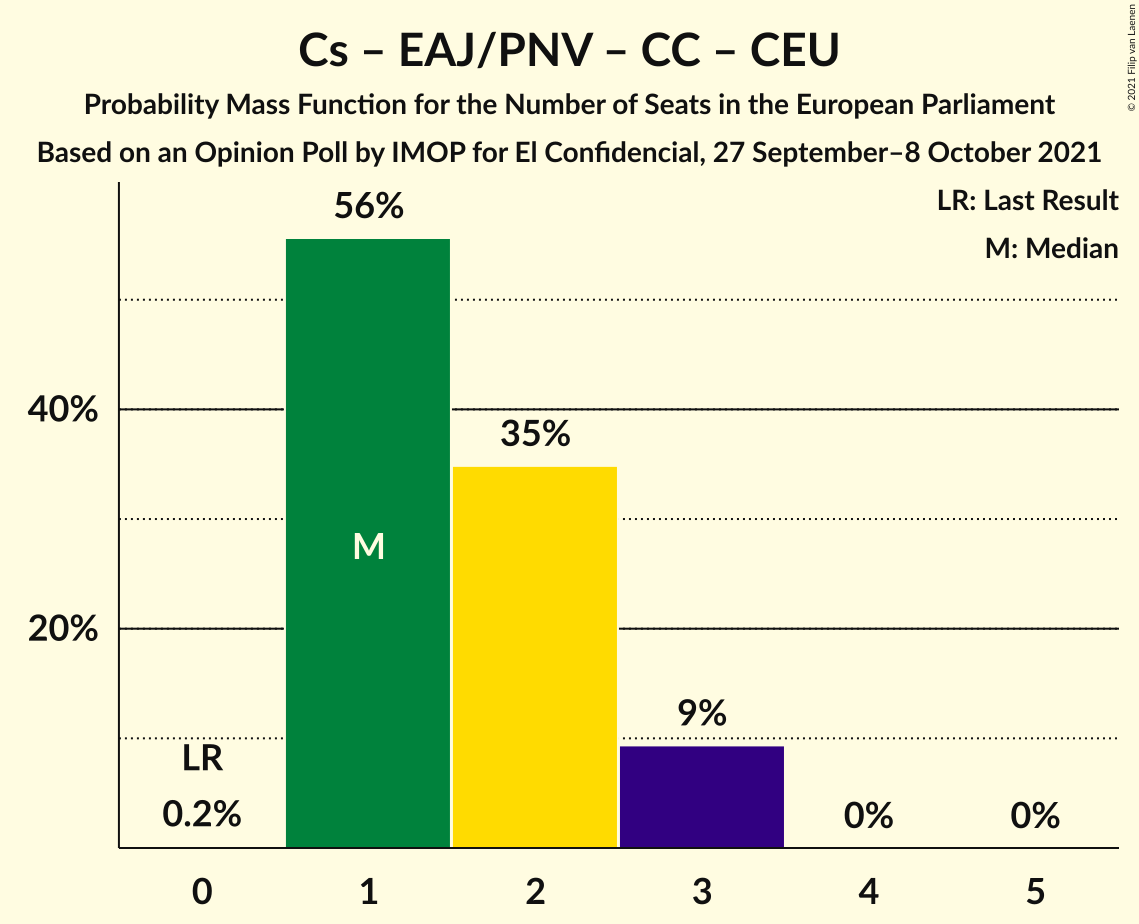 Cs – EAJ/PNV – CC – CEU
Probability Mass Function for the Number of Seats in the European Parliament
Based on an Opinion Poll by IMOP for El Confidencial, 27 September–8 October 2021
© 2021 Filip van Laenen
LR: Last Result
M: Median
56%
40%
35%
M
20%
9%
LR
0.2%
0%
0%
0
1
2
3
4
5